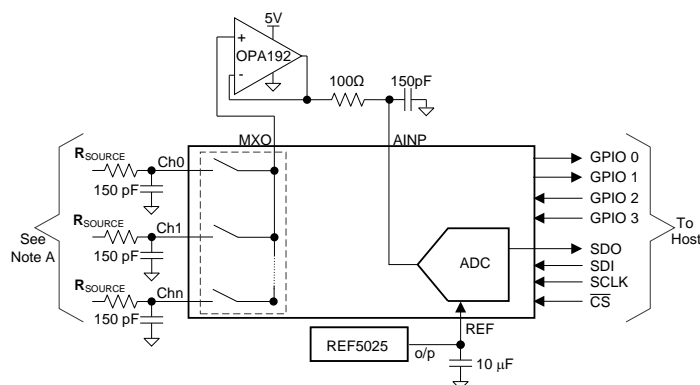 5V
+
OPA192
-
100Ω
150pF
MXO
AINP
RSOURCE
Ch0
150 pF
RSOURCE
Ch1
150 pF
RSOURCE
Chn
150 pF
See
Note A
ADC
REF
REF5025
o/p
10 μF
GPIO 0
GPIO 1
GPIO 2
GPIO 3
SDO
SDI
SCLK
CS
To
Host